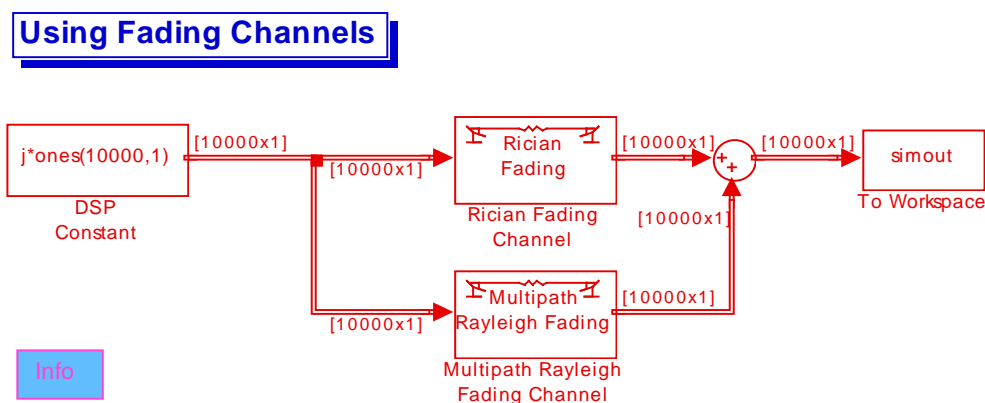 Using Fading Channels
j*ones(10000,1)
DSP
Constant
[10000x1]
[10000x1]
[10000x1]
Rician
Fading
Rician Fading
Channel
[10000x1]
Multipath
Rayleigh Fading
Multipath Rayleigh
Fading Channel
[10000x1]
[10000x1]
+
+
[10000x1]
simout
To Workspace
Info